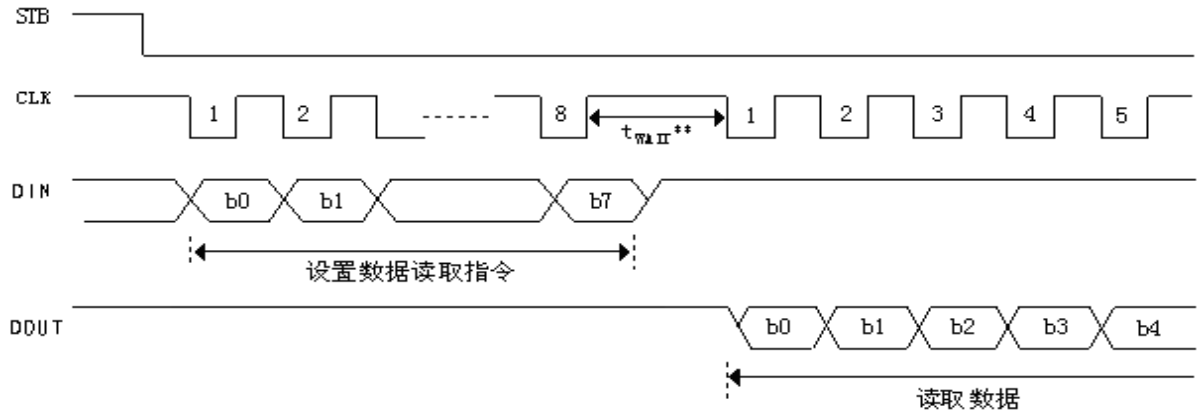 STB
CLK 1 2 8 1 2 3 4 5
tWAIT**
DIN b0 b1 b7
设置数据读取指令
DOUT b0 b1 b2 b3 b4
读取数据